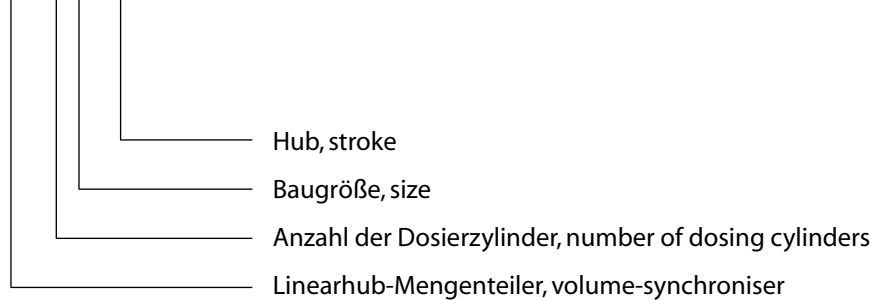 Hub, stroke
Baugröße, size
Anzahl der Dosierzylinder, number of dosing cylinders
Linearhub-Mengenteiler, volume-synchroniser